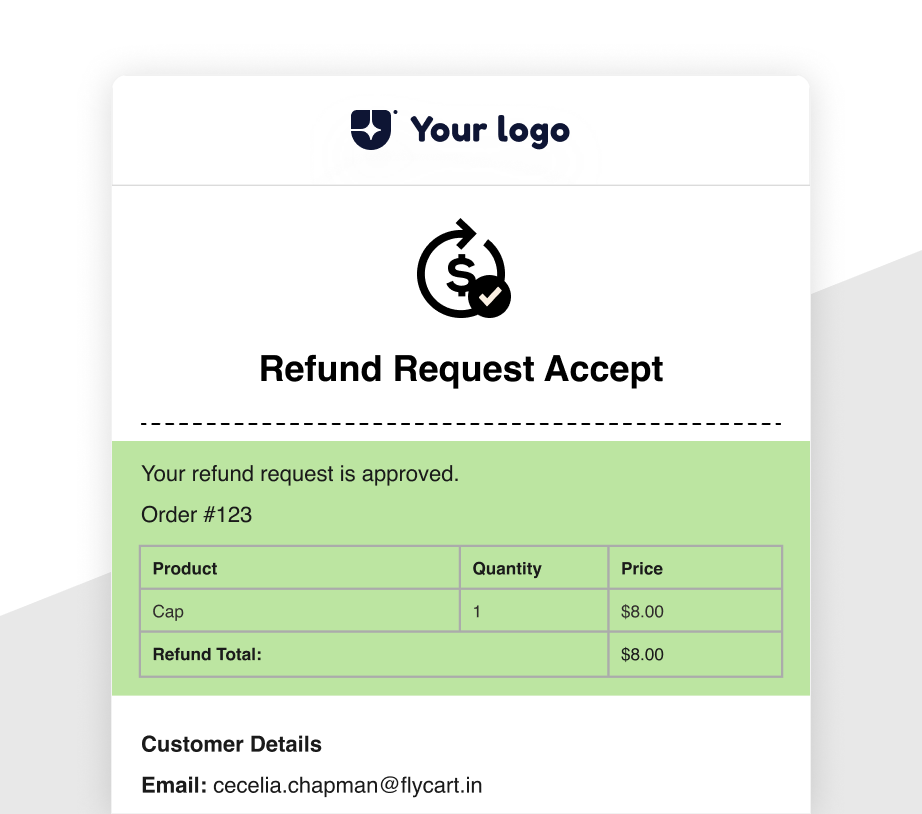 Your logo
$
Refund Request Accept
Your refund request is approved.
Order #123
Product Quantity Price
Cap 1 $8.00
Refund Total: $8.00
Customer Details
Email: cecelia.chapman@flycart.in